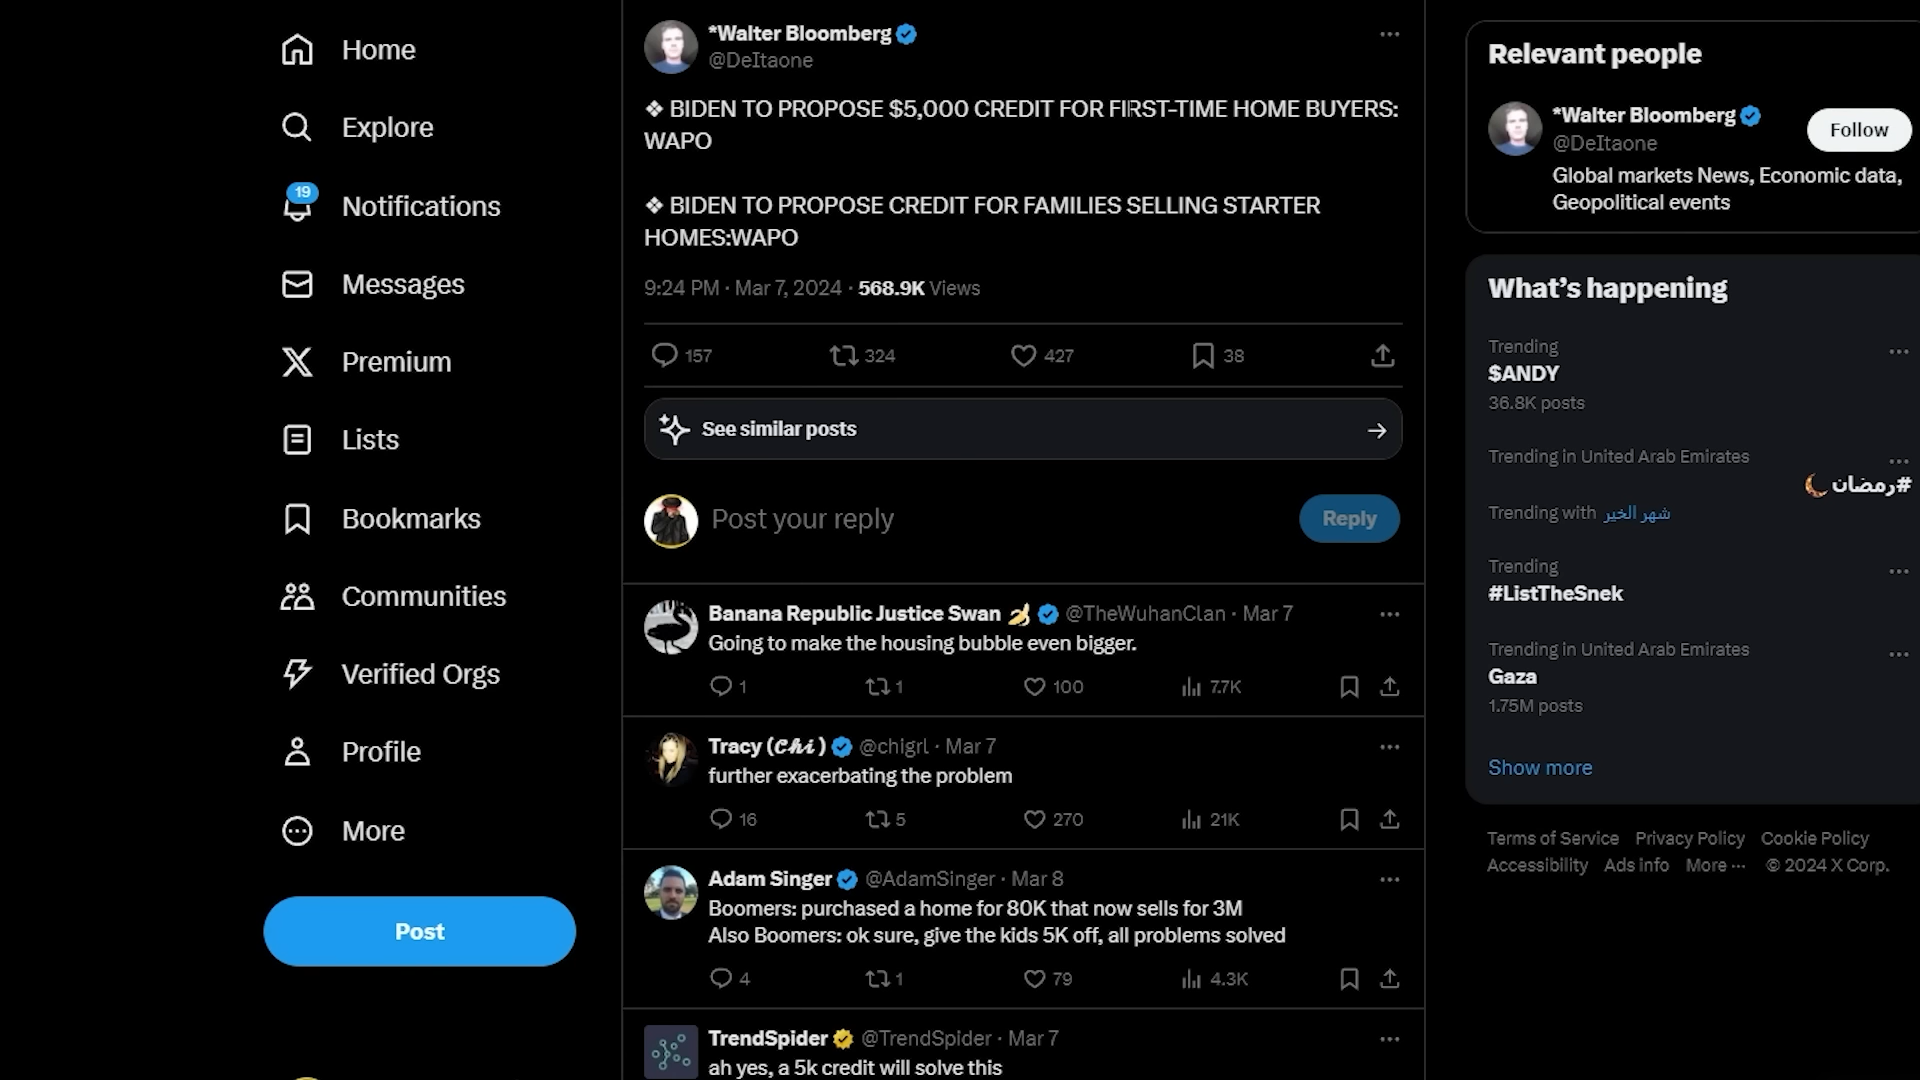 Home
Explore
19
Notifications
Messages
Premium
Lists
Bookmarks
Communities
Verified Orgs
Profile
More
Post
*Walter Bloomberg
@DeItaone
❖ BIDEN TO PROPOSE $5,000 CREDIT FOR FIRST-TIME HOME BUYERS:
WAPO
❖ BIDEN TO PROPOSE CREDIT FOR FAMILIES SELLING STARTER
HOMES:WAPO
9:24 PM · Mar 7, 2024 · 568.9K Views
157 324 427 38
See similar posts
Post your reply
Reply
Banana Republic Justice Swan 🍌 @TheWuhanClan · Mar 7
Going to make the housing bubble even bigger.
1 1 100 7.7K
Tracy (𝓒𝓱𝓲 ) @chigrl · Mar 7
further exacerbating the problem
16 5 270 21K
Adam Singer @AdamSinger · Mar 8
Boomers: purchased a home for 80K that now sells for 3M
Also Boomers: ok sure, give the kids 5K off, all problems solved
4 1 79 4.3K
TrendSpider @TrendSpider · Mar 7
ah yes, a 5k credit will solve this
Relevant people
*Walter Bloomberg
@DeItaone
Follow
Global markets News, Economic data,
Geopolitical events
What's happening
Trending
$ANDY
36.8K posts
Trending in United Arab Emirates
#رمضان🌙
Trending with شهر الخير
Trending
#ListTheSnek
Trending in United Arab Emirates
Gaza
1.75M posts
Show more
Terms of Service Privacy Policy Cookie Policy
Accessibility Ads info More ··· © 2024 X Corp.